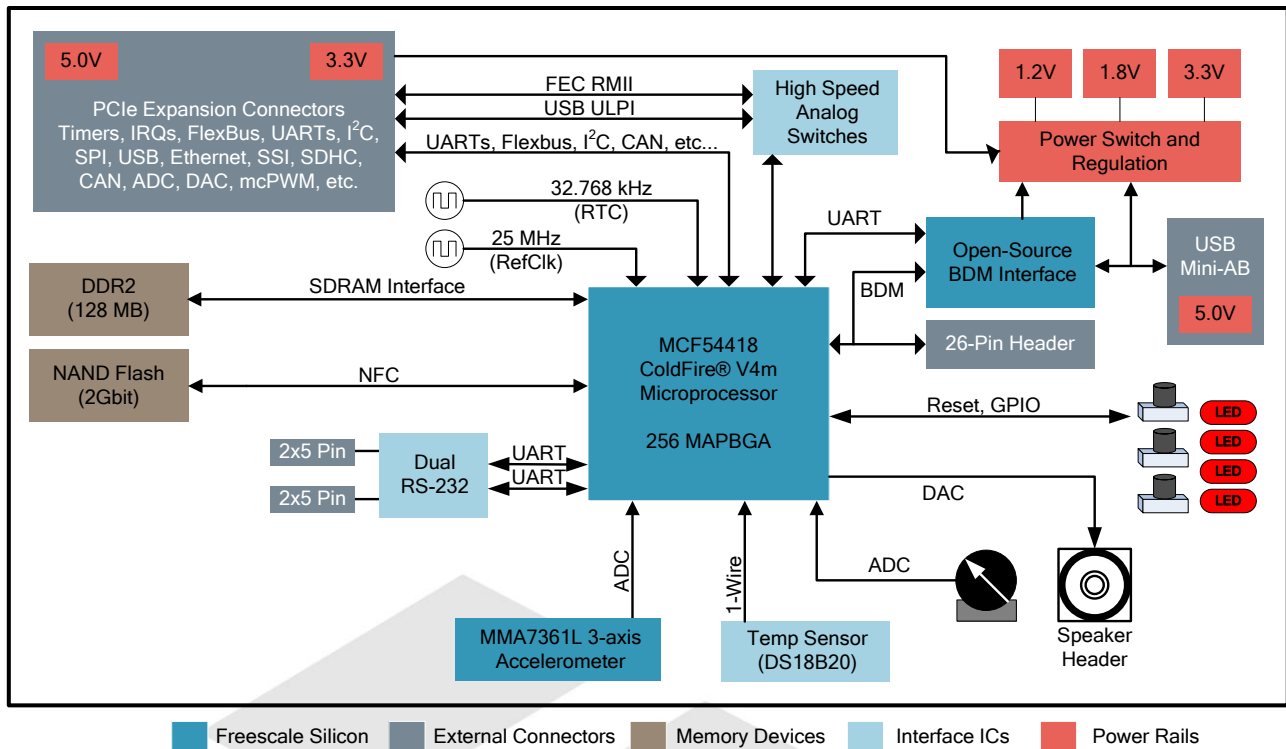 5.0V
3.3V
PCIe Expansion Connectors
Timers, IRQs, FlexBus, UARTs, I²C,
SPI, USB, Ethernet, SSI, SDHC,
CAN, ADC, DAC, mcPWM, etc.
FEC RMII
USB ULPI
UARTs, Flexbus, I²C, CAN, etc...
High Speed
Analog
Switches
1.2V
1.8V
3.3V
Power Switch and
Regulation
32.768 kHz
(RTC)
25 MHz
(RefClk)
UART
BDM
Open-Source
BDM Interface
USB
Mini-AB
5.0V
26-Pin Header
DDR2
(128 MB)
SDRAM Interface
NAND Flash
(2Gbit)
NFC
MCF54418
ColdFire® V4m
Microprocessor
256 MAPBGA
Reset, GPIO
LED
LED
LED
LED
2x5 Pin
2x5 Pin
Dual
RS-232
UART
UART
DAC
ADC
1-Wire
ADC
MMA7361L 3-axis
Accelerometer
Temp Sensor
(DS18B20)
Speaker
Header
Freescale Silicon
External Connectors
Memory Devices
Interface ICs
Power Rails